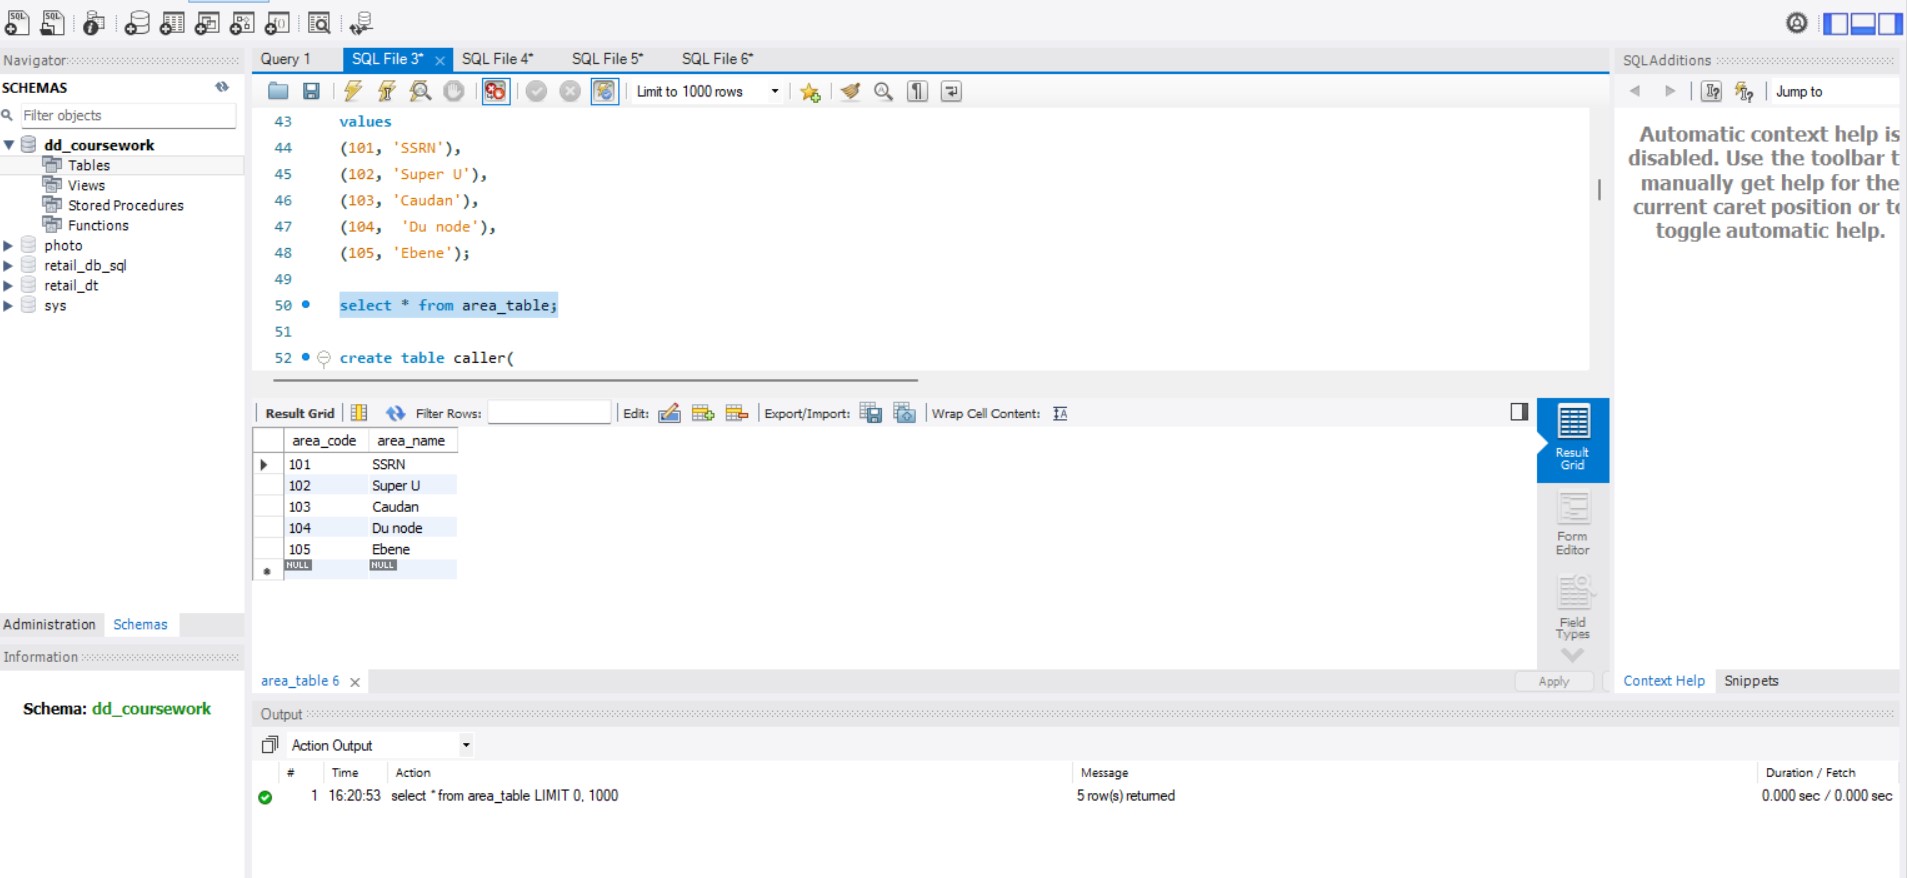 Navigator
SCHEMAS
Filter objects
dd_coursework
Tables
Views
Stored Procedures
Functions
photo
retail_db_sql
retail_dt
sys
Administration Schemas
Information
Schema: dd_coursework
Query 1 SQL File 3* SQL File 4* SQL File 5* SQL File 6*
Limit to 1000 rows
43 values
44 (101, 'SSRN'),
45 (102, 'Super U'),
46 (103, 'Caudan'),
47 (104,  'Du node'),
48 (105, 'Ebene');
49
50 select * from area_table;
51
52 create table caller(
Result Grid Filter Rows: Edit: Export/Import: Wrap Cell Content:
area_code area_name
101 SSRN
102 Super U
103 Caudan
104 Du node
105 Ebene
NULL NULL
Result
Grid
Form
Editor
Field
Types
area_table 6 Apply
SQLAdditions
Jump to
Automatic context help is
disabled. Use the toolbar t
manually get help for the
current caret position or to
toggle automatic help.
Context Help Snippets
Output
Action Output
# Time Action Message Duration / Fetch
1 16:20:53 select * from area_table LIMIT 0, 1000 5 row(s) returned 0.000 sec / 0.000 sec